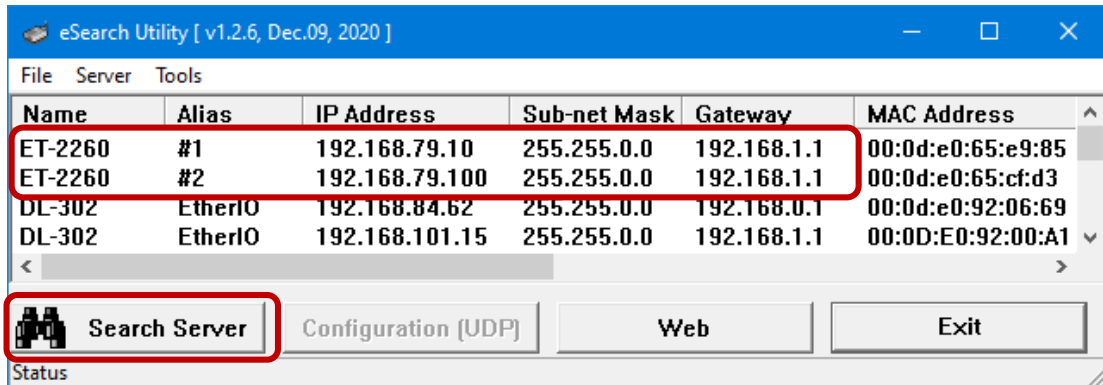 eSearch Utility [ v1.2.6, Dec.09, 2020 ]
File Server Tools
Name Alias IP Address Sub-net Mask Gateway MAC Address
ET-2260 #1 192.168.79.10 255.255.0.0 192.168.1.1 00:0d:e0:65:e9:85
ET-2260 #2 192.168.79.100 255.255.0.0 192.168.1.1 00:0d:e0:65:cf:d3
DL-302 EtherIO 192.168.84.62 255.255.0.0 192.168.0.1 00:0d:e0:92:06:69
DL-302 EtherIO 192.168.101.15 255.255.0.0 192.168.1.1 00:0D:E0:92:00:A1
Search Server Configuration (UDP) Web Exit
Status